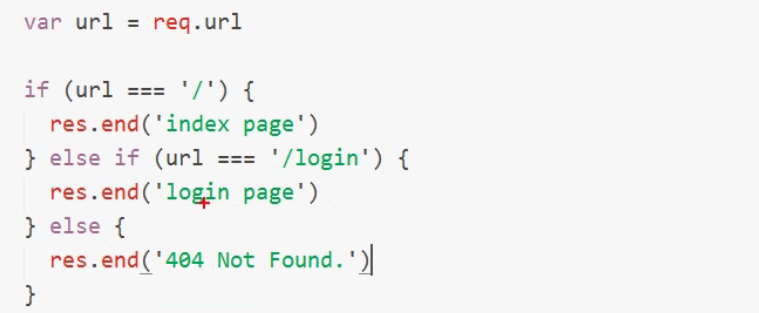 var url = req.url
if (url === '/') {
res.end('index page')
} else if (url === '/login') {
res.end('login page')
} else {
res.end('404 Not Found.')
}